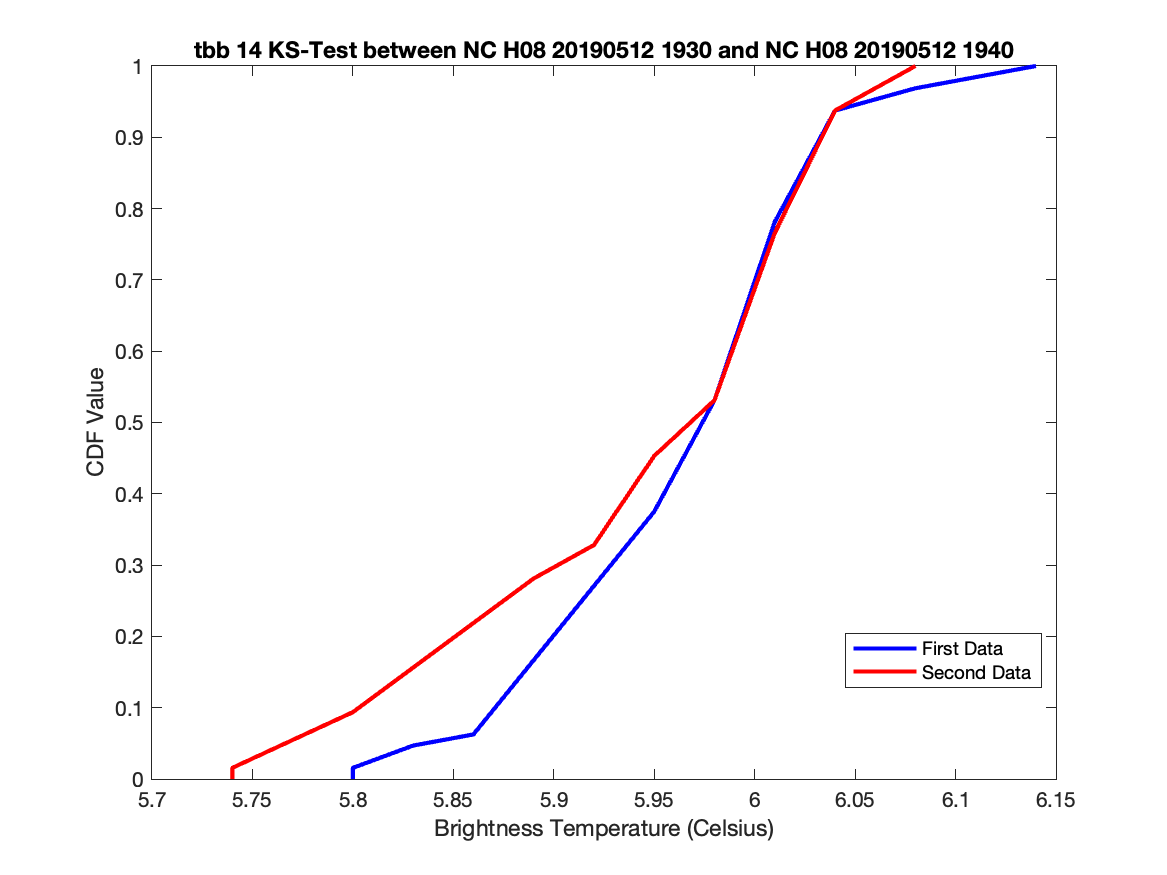 tbb 14 KS-Test between NC H08 20190512 1930 and NC H08 20190512 1940
1
0.9
0.8
0.7
0.6
0.5
0.4
0.3
0.2
0.1
0
CDF Value
First Data
Second Data
5.7 5.75 5.8 5.85 5.9 5.95 6 6.05 6.1 6.15
Brightness Temperature (Celsius)